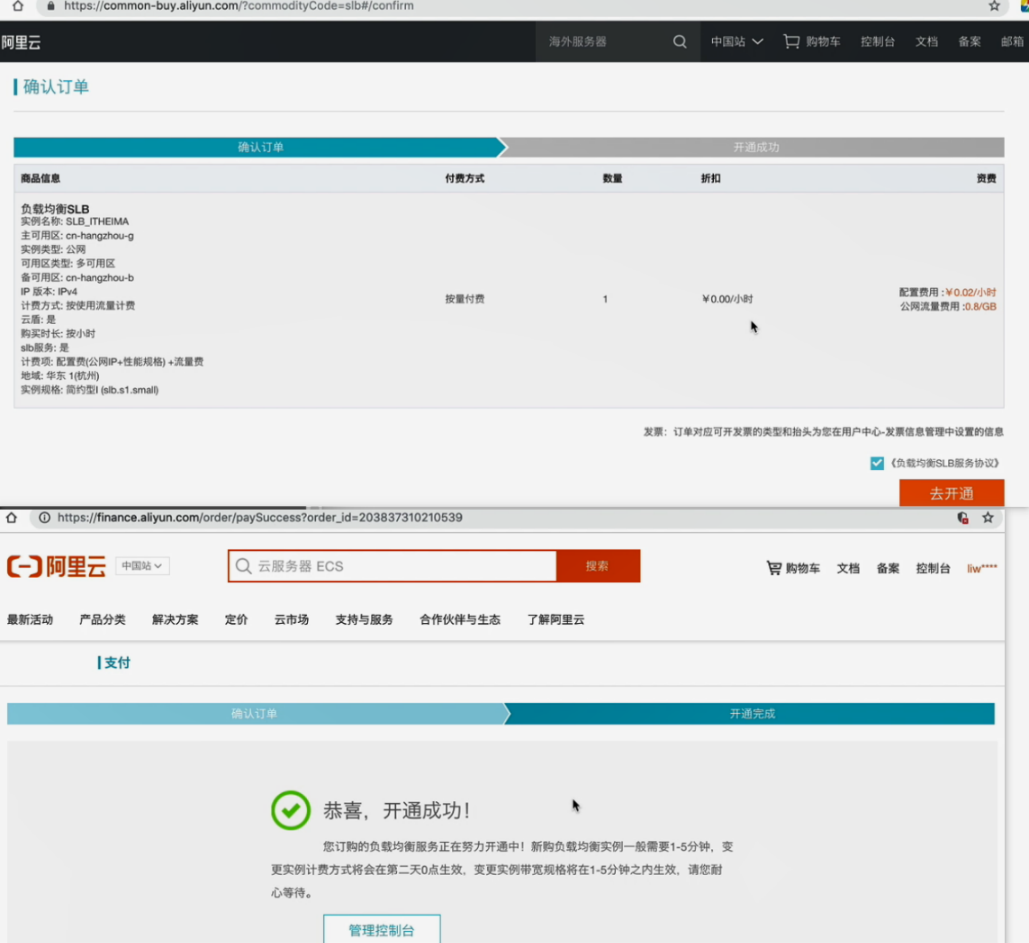 https://common-buy.aliyun.com/?commodityCode=slb#/confirm
阿里云 海外服务器 中国站 购物车 控制台 文档 备案 邮箱
确认订单
确认订单 开通成功
商品信息 付费方式 数量 折扣 资费
负载均衡SLB
实例名称: SLB_ITHEIMA
主可用区: cn-hangzhou-g
实例类型: 公网
可用区类型: 多可用区
备可用区: cn-hangzhou-b
IP 版本: IPv4
计费方式: 按使用流量计费
云盾: 是
购买时长: 按小时
slb服务: 是
计费项: 配置费(公网IP+性能规格) +流量费
地域: 华东 1(杭州)
实例规格: 简约型I (slb.s1.small)
按量付费 1 ¥0.00/小时 配置费用 :¥0.02/小时
公网流量费用 :0.8/GB
发票: 订单对应可开发票的类型和抬头为您在用户中心-发票信息管理中设置的信息
《负载均衡SLB服务协议》
去开通
https://finance.aliyun.com/order/paySuccess?order_id=203837310210539
阿里云 中国站 云服务器 ECS 搜索 购物车 文档 备案 控制台 liw****
最新活动 产品分类 解决方案 定价 云市场 支持与服务 合作伙伴与生态 了解阿里云
支付
确认订单 开通完成
恭喜，开通成功！
您订购的负载均衡服务正在努力开通中！新购负载均衡实例一般需要1-5分钟，变
更实例计费方式将会在第二天0点生效，变更实例带宽规格将在1-5分钟之内生效，请您耐
心等待。
管理控制台